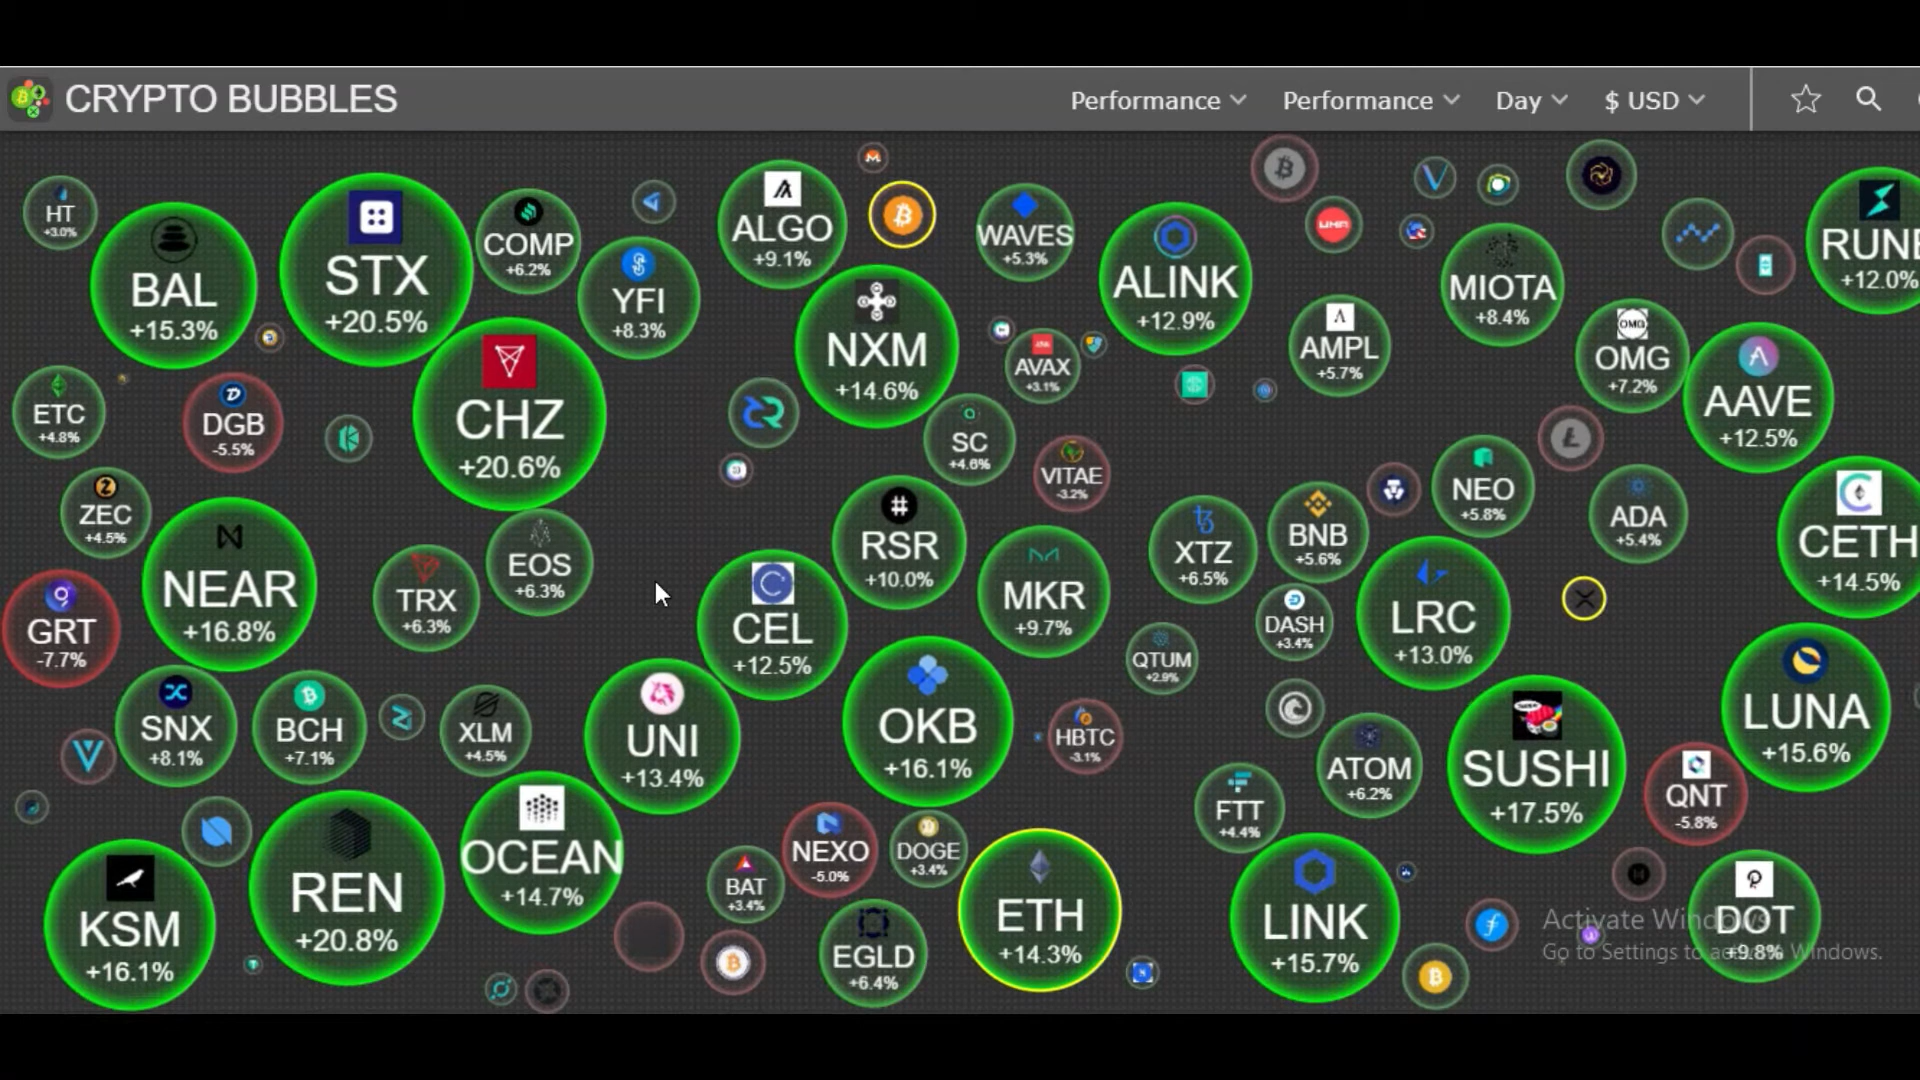 CRYPTO BUBBLES
Performance
Performance
Day
$ USD
HT
+3.0%
BAL
+15.3%
STX
+20.5%
COMP
+6.2%
YFI
+8.3%
ALGO
+9.1%
WAVES
+5.3%
ALINK
+12.9%
MIOTA
+8.4%
RUNE
+12.0%
NXM
+14.6%
AVAX
+3.1%
AMPL
+5.7%
OMG
OMG
+7.2%
AAVE
+12.5%
ETC
+4.8%
DGB
-5.5%
CHZ
+20.6%
SC
+4.6%
VITAE
-3.2%
NEO
+5.8%
ADA
+5.4%
CETH
+14.5%
ZEC
+4.5%
NEAR
+16.8%
TRX
+6.3%
EOS
+6.3%
RSR
+10.0%
MKR
+9.7%
XTZ
+6.5%
BNB
+5.6%
LRC
+13.0%
GRT
-7.7%
CEL
+12.5%
DASH
+3.4%
QTUM
+2.9%
SNX
+8.1%
BCH
+7.1%
XLM
+4.5%
UNI
+13.4%
OKB
+16.1%
HBTC
-3.1%
ATOM
+6.2%
SUSHI
+17.5%
LUNA
+15.6%
FTT
+4.4%
QNT
-5.8%
KSM
+16.1%
REN
+20.8%
OCEAN
+14.7%
BAT
+3.4%
NEXO
-5.0%
DOGE
+3.4%
EGLD
+6.4%
ETH
+14.3%
LINK
+15.7%
DOT
+9.8%
Activate Windows
Go to Settings to activate Windows.